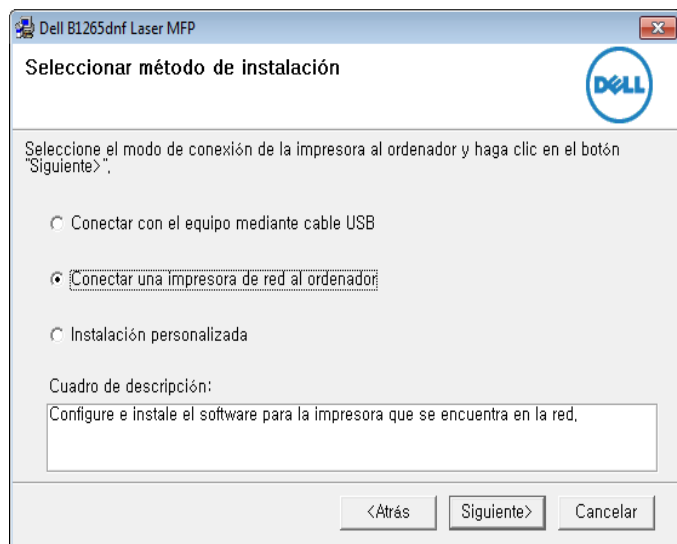 Dell B1265dnf Laser MFP
Seleccionar método de instalación
DELL
Seleccione el modo de conexión de la impresora al ordenador y haga clic en el botón
"Siguiente>",
Conectar con el equipo mediante cable USB
Conectar una impresora de red al ordenador
Instalación personalizada
Cuadro de descripción:
Configure e instale el software para la impresora que se encuentra en la red,
<Atrás
Siguiente>
Cancelar